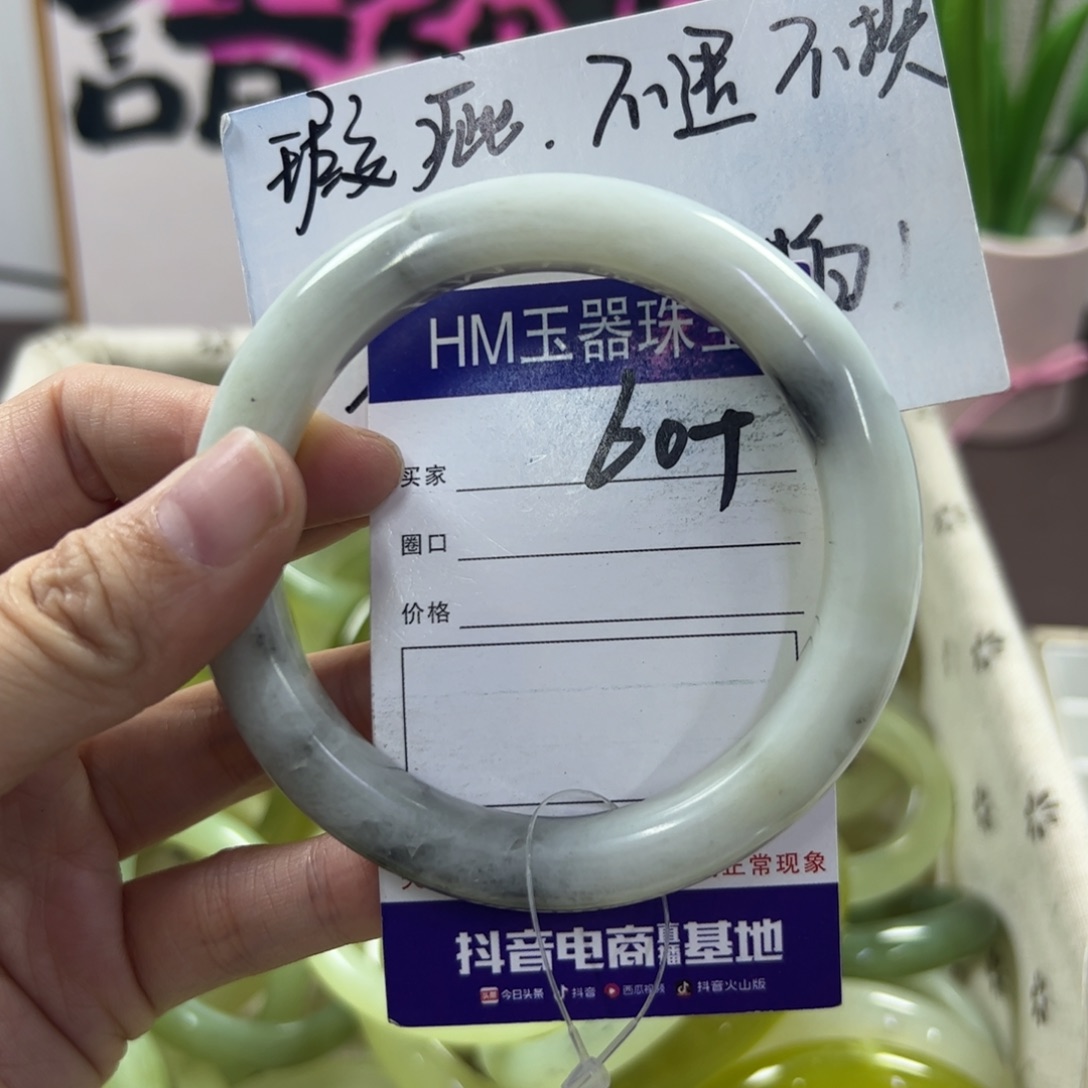 瑕疵.不退不换
拍!
HM玉器珠宝
60+
买家
圈口
价格
正常现象
抖音电商直播基地
今日头条 抖音 西瓜视频 抖音火山版